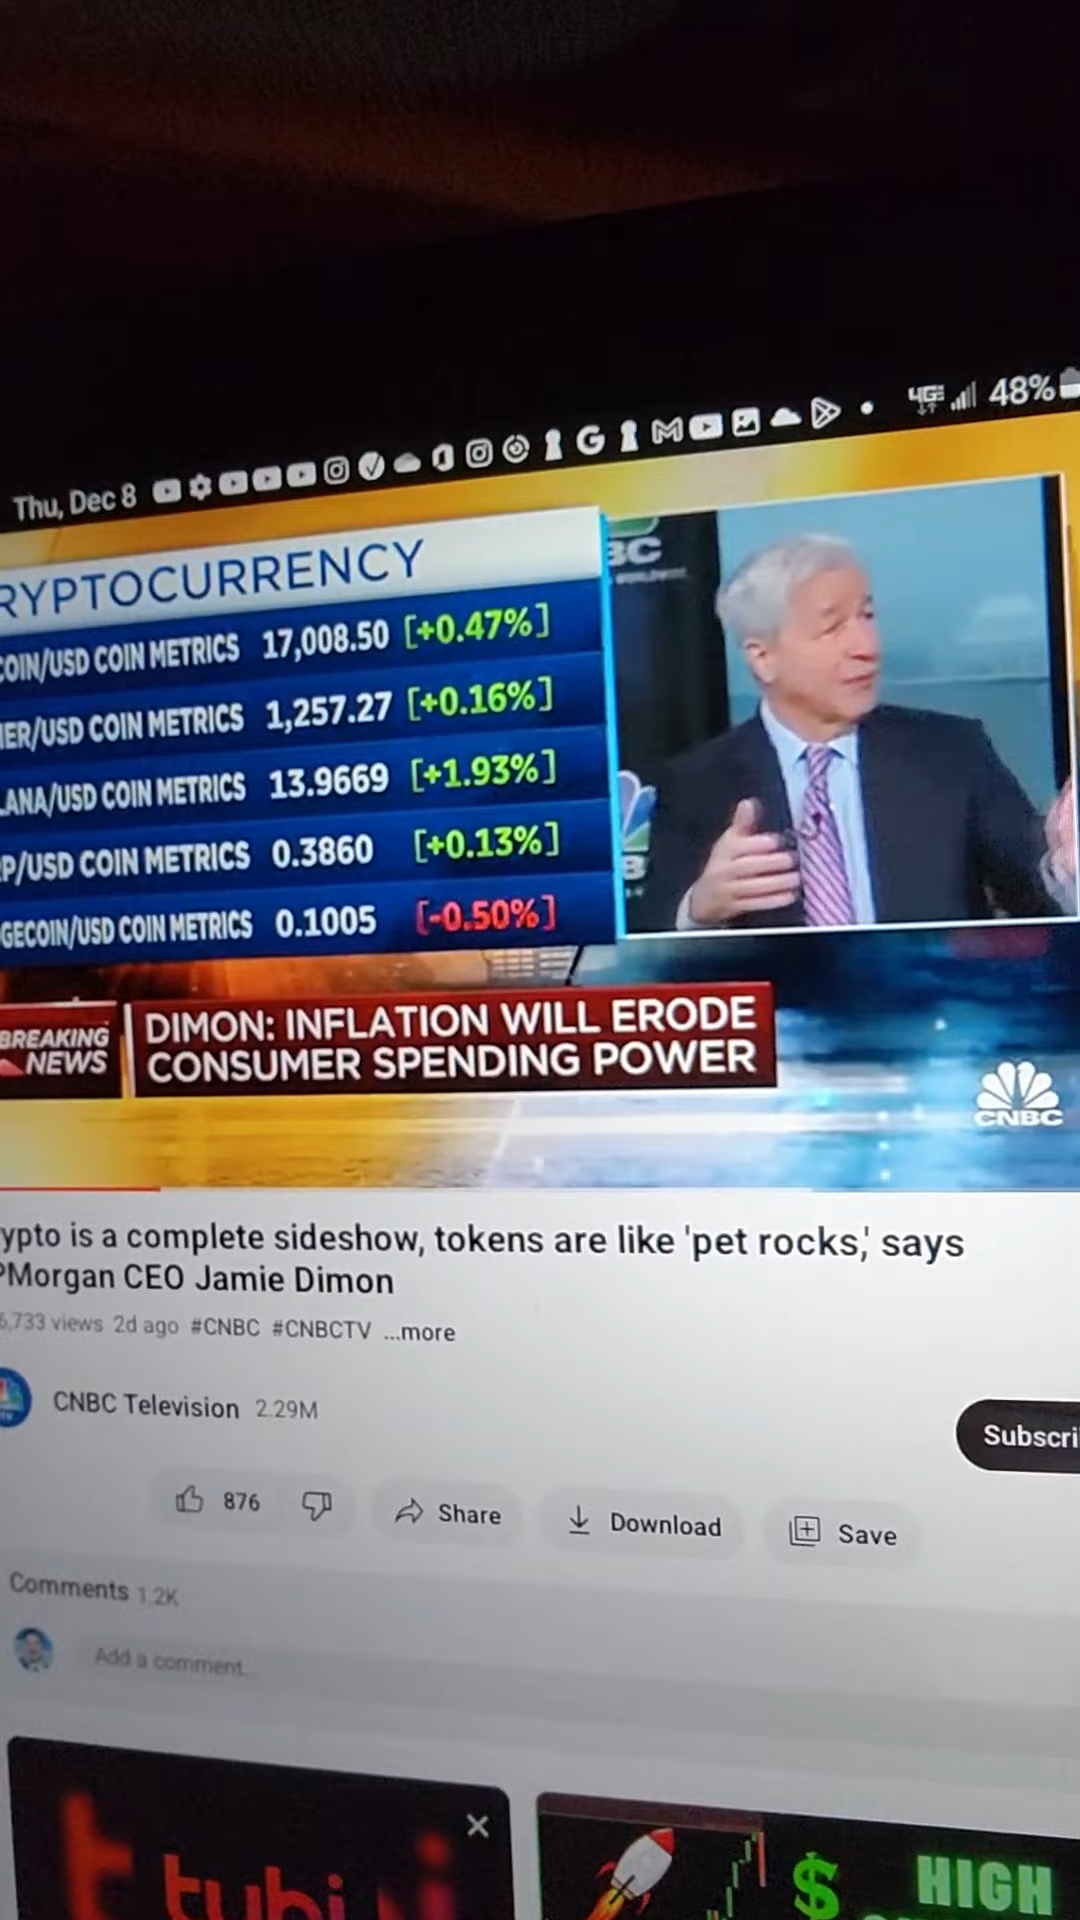 Thu, Dec 8
4GE 48%
RYPTOCURRENCY
COIN/USD COIN METRICS 17,008.50 [+0.47%]
ER/USD COIN METRICS 1,257.27 [+0.16%]
LANA/USD COIN METRICS 13.9669 [+1.93%]
P/USD COIN METRICS 0.3860 [+0.13%]
GECOIN/USD COIN METRICS 0.1005 [-0.50%]
BC
BREAKING NEWS
DIMON: INFLATION WILL ERODE
CONSUMER SPENDING POWER
CNBC
ypto is a complete sideshow, tokens are like 'pet rocks,' says
PMorgan CEO Jamie Dimon
6,733 views 2d ago #CNBC #CNBCTV ...more
CNBC Television 2.29M
Subscri
876 Share Download Save
Comments 1.2K
Add a comment...
tubi
$ HIGH